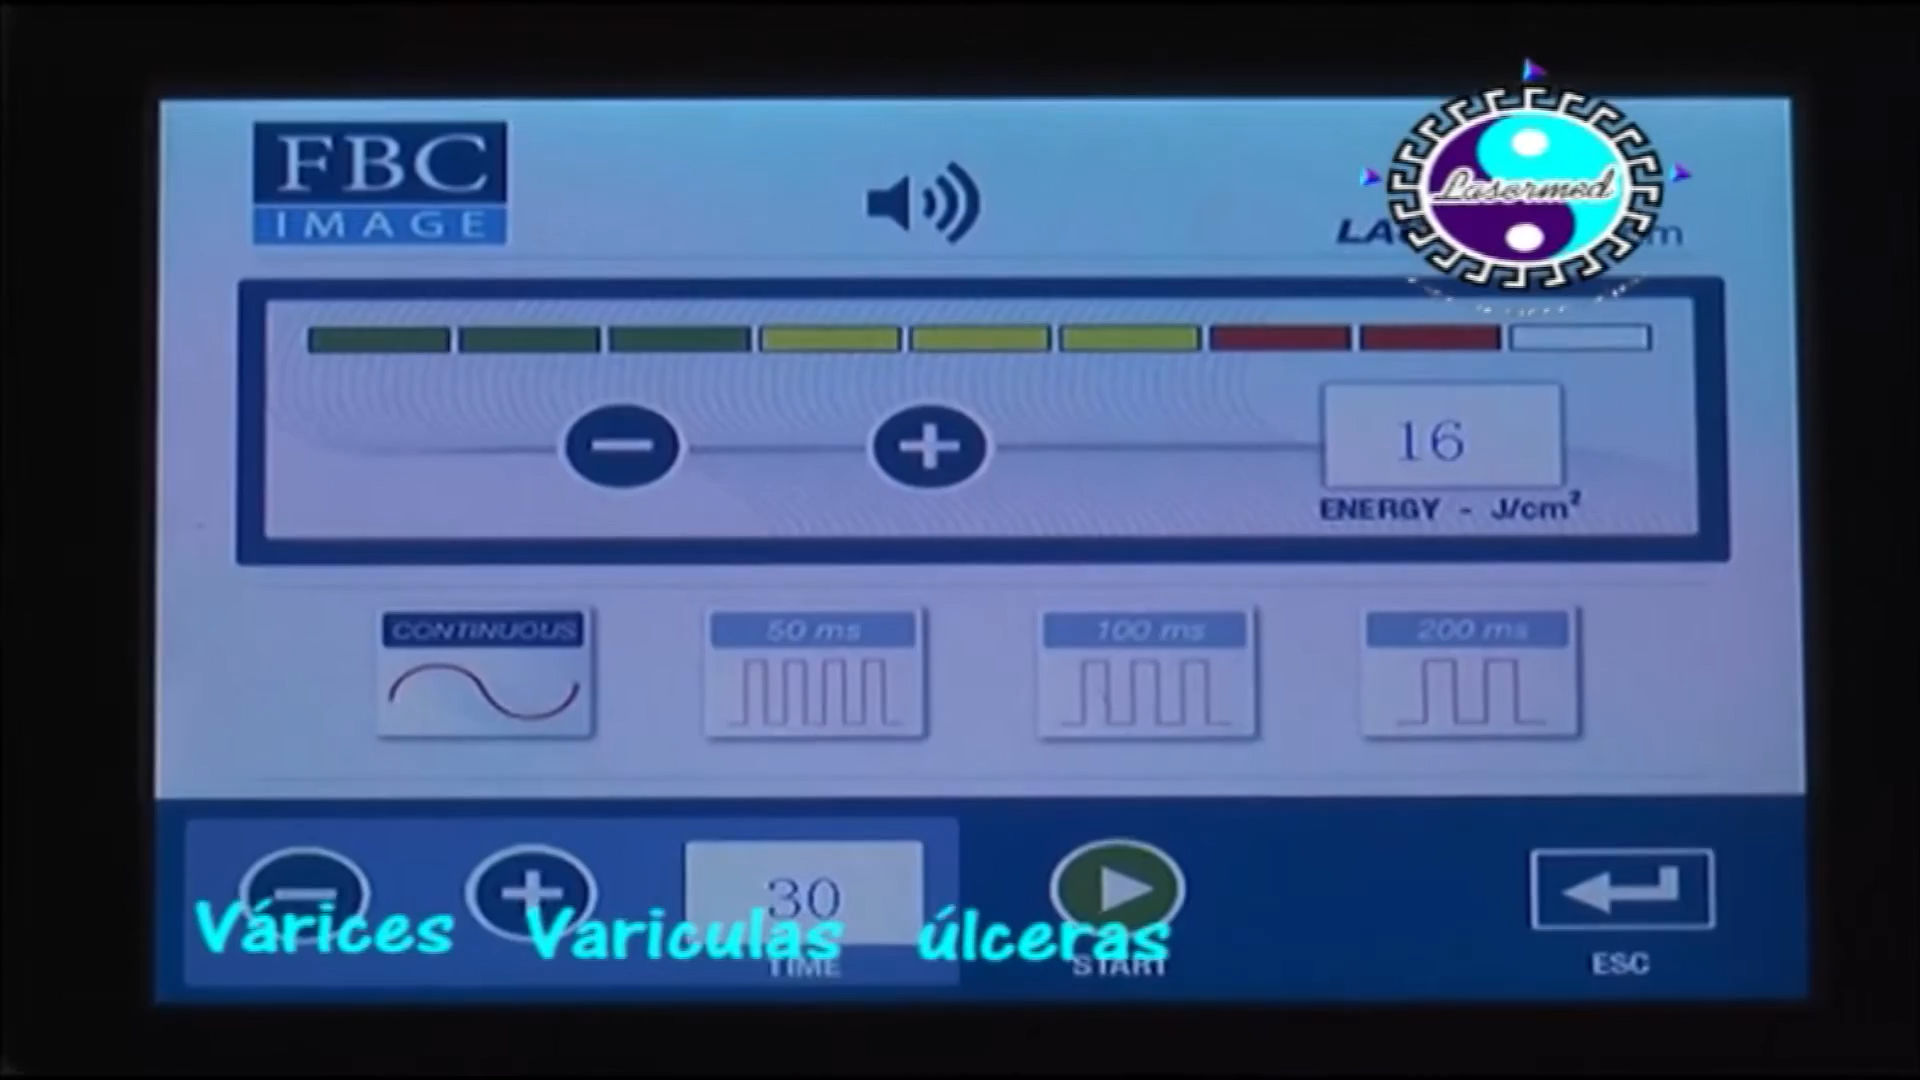 FBC
IMAGE
Lasermed
16
ENERGY - J/cm²
CONTINUOUS
50 ms
100 ms
200 ms
30
Várices Variculas úlceras
TIME
START
ESC